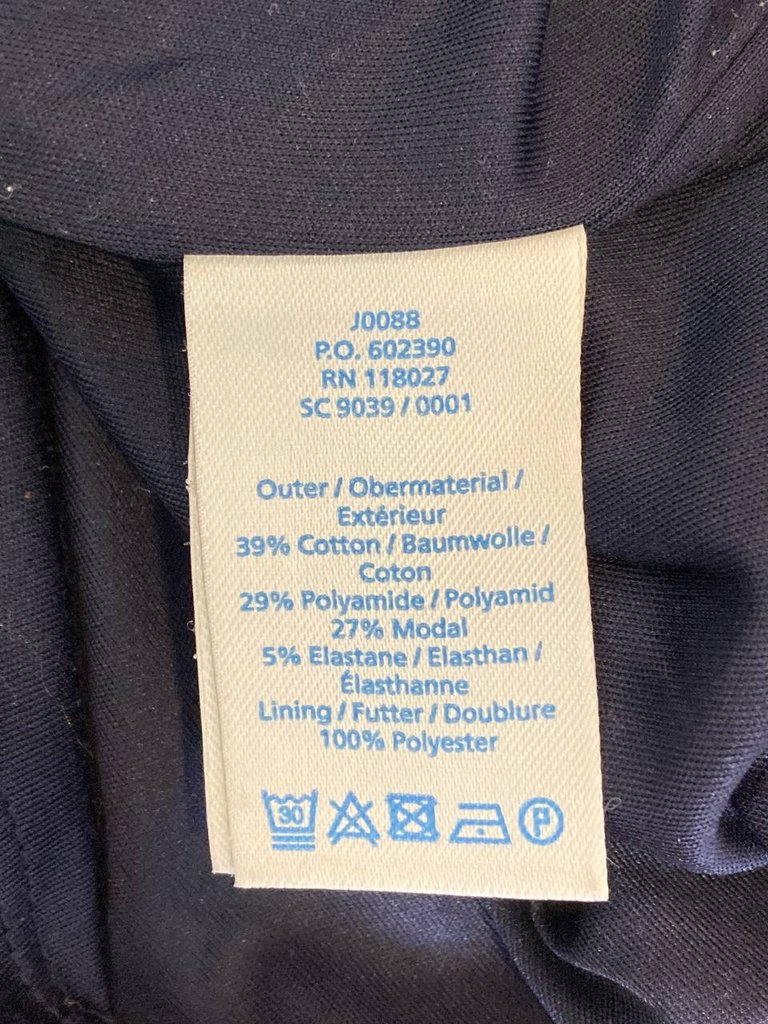 J0088
P.O. 602390
RN 118027
SC 9039 / 0001
Outer / Obermaterial /
Extérieur
39% Cotton / Baumwolle /
Coton
29% Polyamide / Polyamid
27% Modal
5% Elastane / Elasthan /
Élasthanne
Lining / Futter / Doublure
100% Polyester
30 P